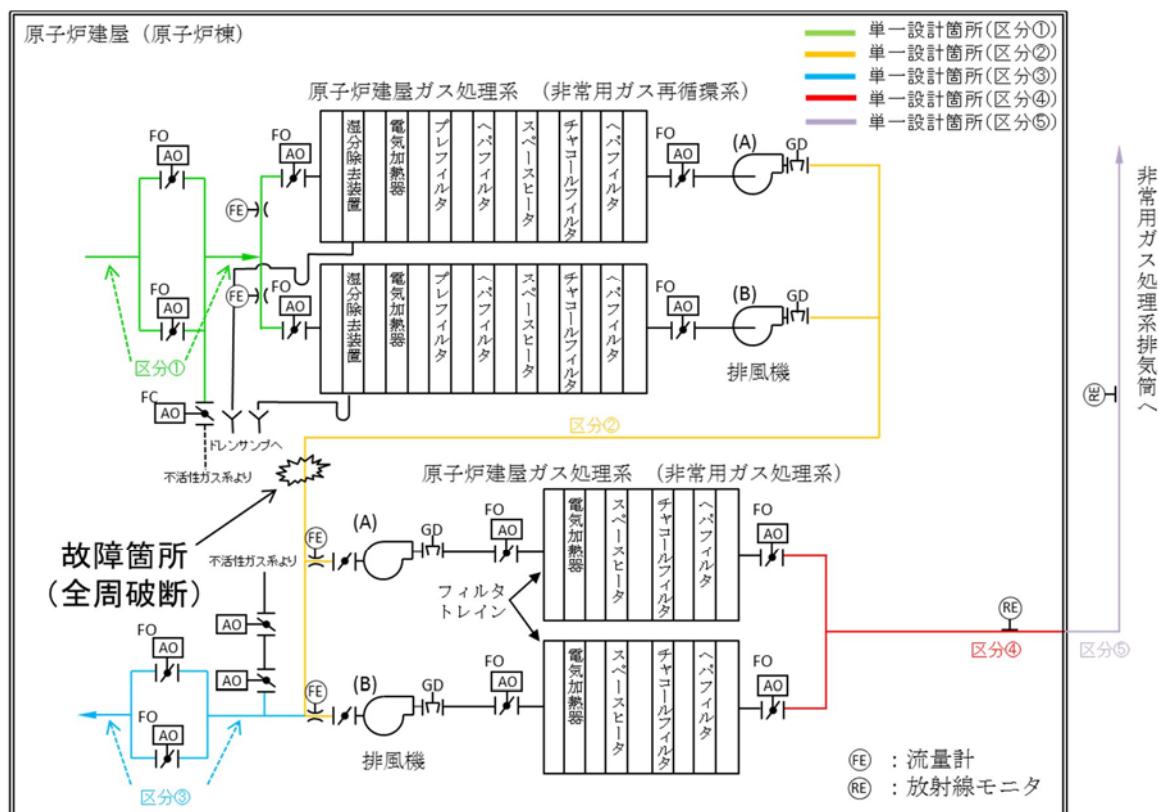 原子炉建屋（原子炉棟）
単一設計箇所(区分①)
単一設計箇所(区分②)
単一設計箇所(区分③)
単一設計箇所(区分④)
単一設計箇所(区分⑤)
原子炉建屋ガス処理系　（非常用ガス再循環系）
FO
AO
FO
AO
湿分除去装置
電気加熱器
プレフィルタ
ヘパフィルタ
スペースヒータ
チャコールフィルタ
ヘパフィルタ
FO
AO
(A)
GD
FE
FO
AO
FE
FO
AO
湿分除去装置
電気加熱器
プレフィルタ
ヘパフィルタ
スペースヒータ
チャコールフィルタ
ヘパフィルタ
FO
AO
(B)
GD
排風機
区分①
FC
AO
ドレンサンプへ
不活性ガス系より
区分②
非常用ガス処理系排気筒へ
RE
原子炉建屋ガス処理系　（非常用ガス処理系）
故障箇所
（全周破断）
不活性ガス系より
FE
(A)
GD
FO
AO
電気加熱器
スペースヒータ
チャコールフィルタ
ヘパフィルタ
FO
AO
フィルタ
トレイン
AO
AO
FO
AO
FO
AO
区分③
FE
(B)
GD
排風機
FO
AO
電気加熱器
スペースヒータ
チャコールフィルタ
ヘパフィルタ
FO
AO
RE
区分④
区分⑤
FE ：流量計
RE ：放射線モニタ